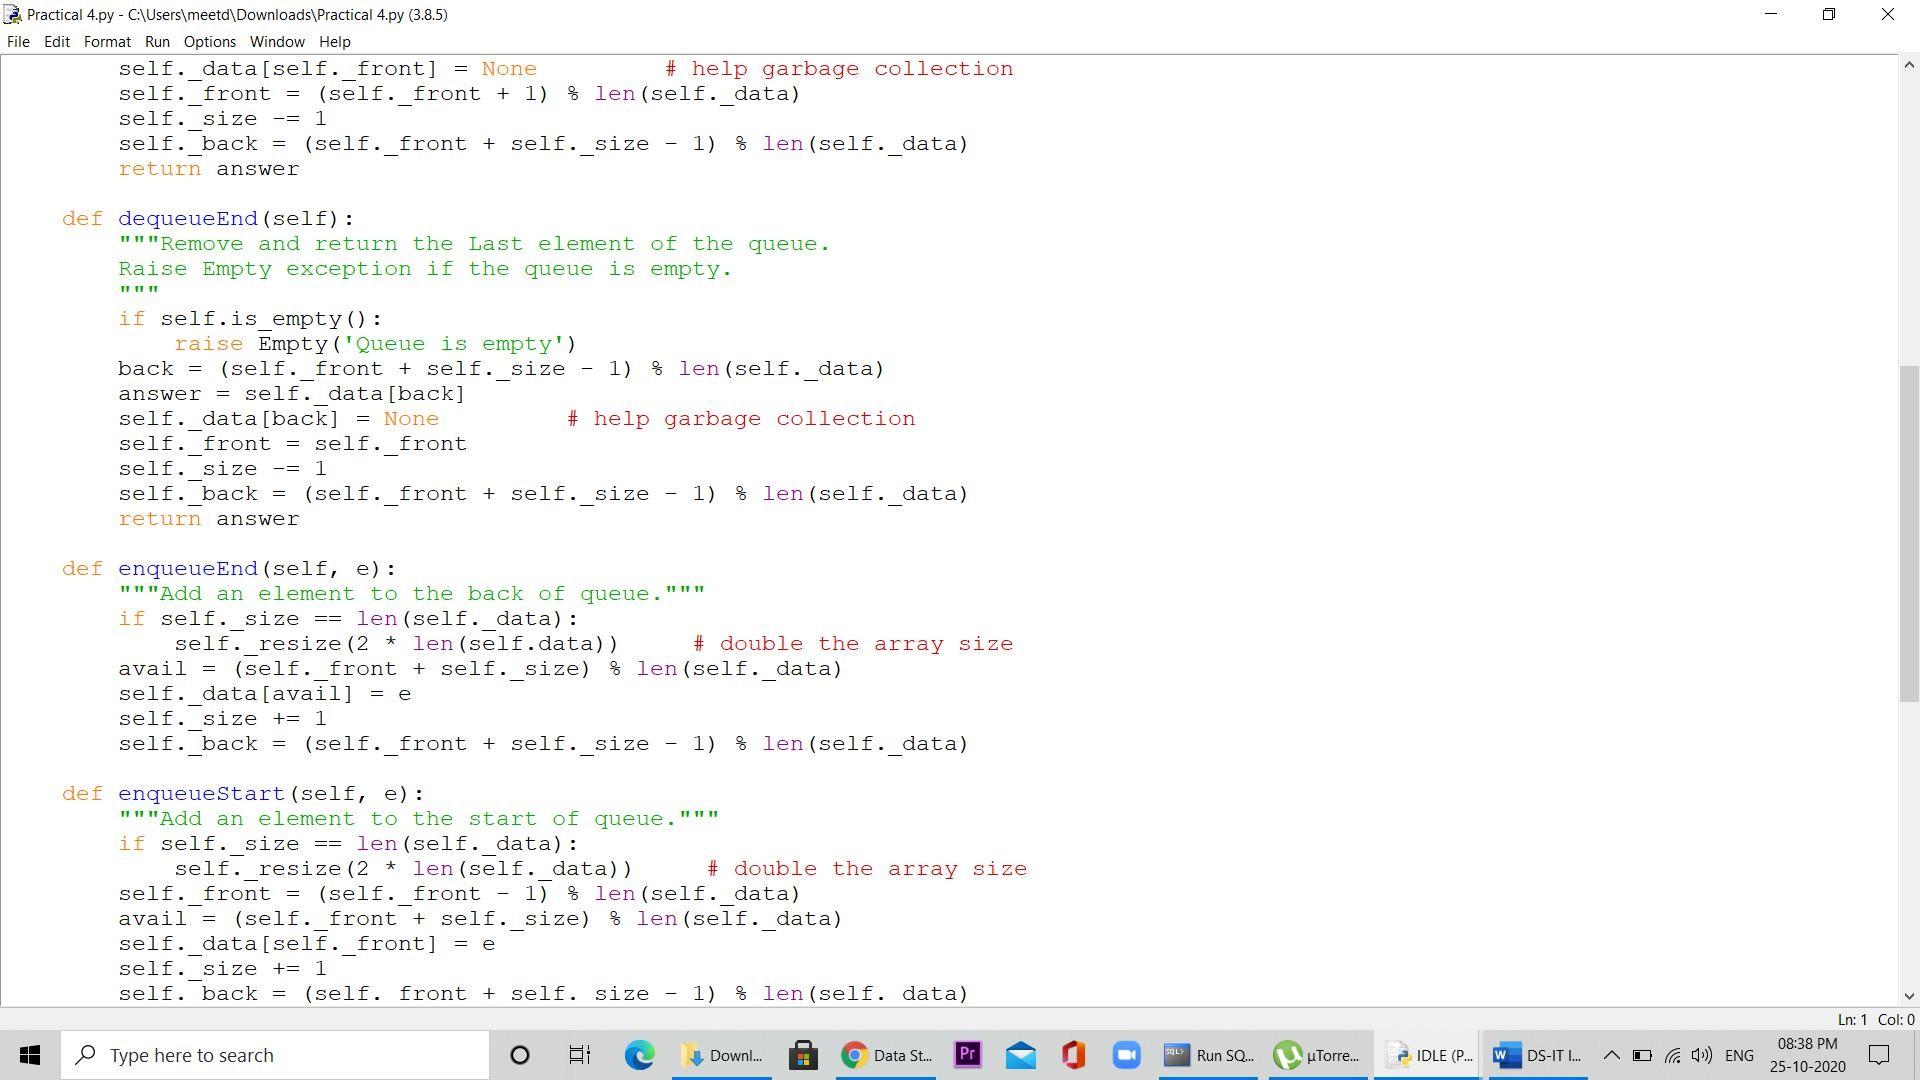 Practical 4.py - C:\Users\meetd\Downloads\Practical 4.py (3.8.5)
File Edit Format Run Options Window Help
        self._data[self._front] = None         # help garbage collection
        self._front = (self._front + 1) % len(self._data)
        self._size -= 1
        self._back = (self._front + self._size - 1) % len(self._data)
        return answer

    def dequeueEnd(self):
        """Remove and return the Last element of the queue.
        Raise Empty exception if the queue is empty.
        """
        if self.is_empty():
            raise Empty('Queue is empty')
        back = (self._front + self._size - 1) % len(self._data)
        answer = self._data[back]
        self._data[back] = None         # help garbage collection
        self._front = self._front
        self._size -= 1
        self._back = (self._front + self._size - 1) % len(self._data)
        return answer

    def enqueueEnd(self, e):
        """Add an element to the back of queue."""
        if self._size == len(self._data):
            self._resize(2 * len(self.data))     # double the array size
        avail = (self._front + self._size) % len(self._data)
        self._data[avail] = e
        self._size += 1
        self._back = (self._front + self._size - 1) % len(self._data)

    def enqueueStart(self, e):
        """Add an element to the start of queue."""
        if self._size == len(self._data):
            self._resize(2 * len(self._data))     # double the array size
        self._front = (self._front - 1) % len(self._data)
        avail = (self._front + self._size) % len(self._data)
        self._data[self._front] = e
        self._size += 1
        self. back = (self. front + self. size - 1) % len(self. data)
Ln: 1 Col: 0
Type here to search
Downl...
Data St...
Pr
SQL>
Run SQ...
µTorre...
IDLE (P...
W
DS-IT I...
ENG
08:38 PM
25-10-2020